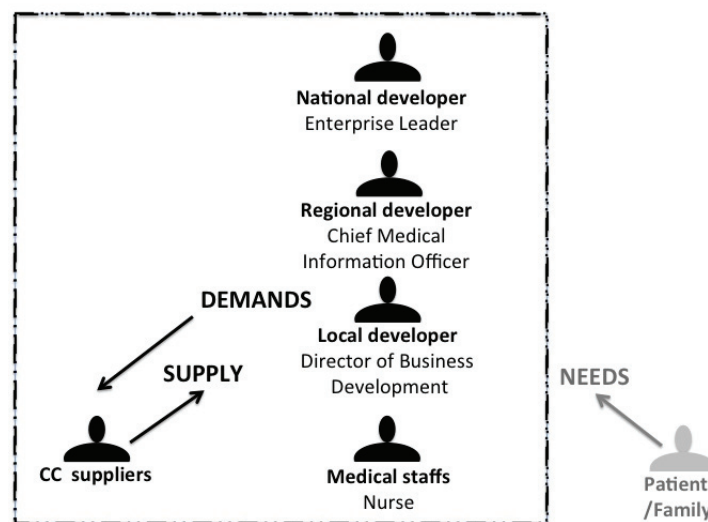 National developer
Enterprise Leader
Regional developer
Chief Medical
Information Officer
DEMANDS
Local developer
Director of Business
Development
SUPPLY
NEEDS
CC suppliers
Medical staffs
Nurse
Patient
/Family